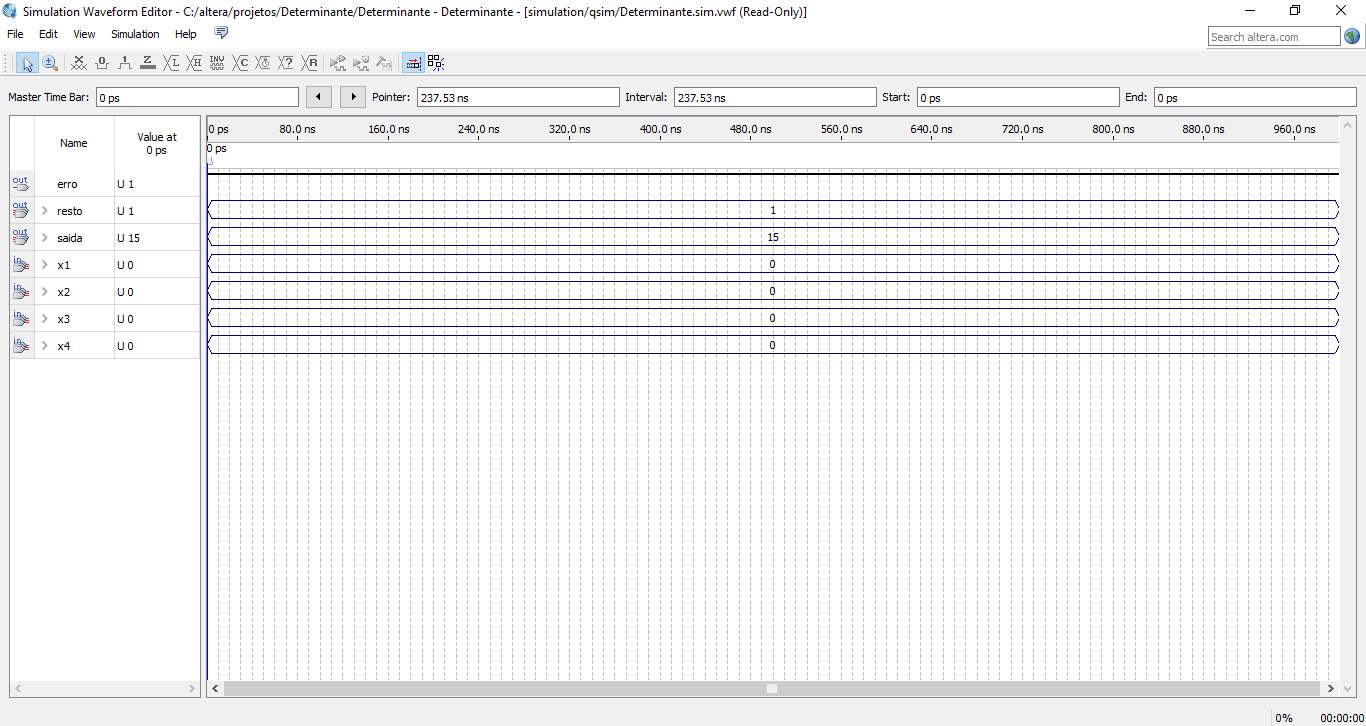 Simulation Waveform Editor - C:/altera/projetos/Determinante/Determinante - Determinante - [simulation/qsim/Determinante.sim.vwf (Read-Only)]
File Edit View Simulation Help
Search altera.com
Master Time Bar: 0 ps Pointer: 237.53 ns Interval: 237.53 ns Start: 0 ps End: 0 ps
Name Value at 0 ps
0 ps 80.0 ns 160.0 ns 240.0 ns 320.0 ns 400.0 ns 480.0 ns 560.0 ns 640.0 ns 720.0 ns 800.0 ns 880.0 ns 960.0 ns
0 ps
out erro U 1
out resto U 1 1
out saida U 15 15
in x1 U 0 0
in x2 U 0 0
in x3 U 0 0
in x4 U 0 0
0% 00:00:00